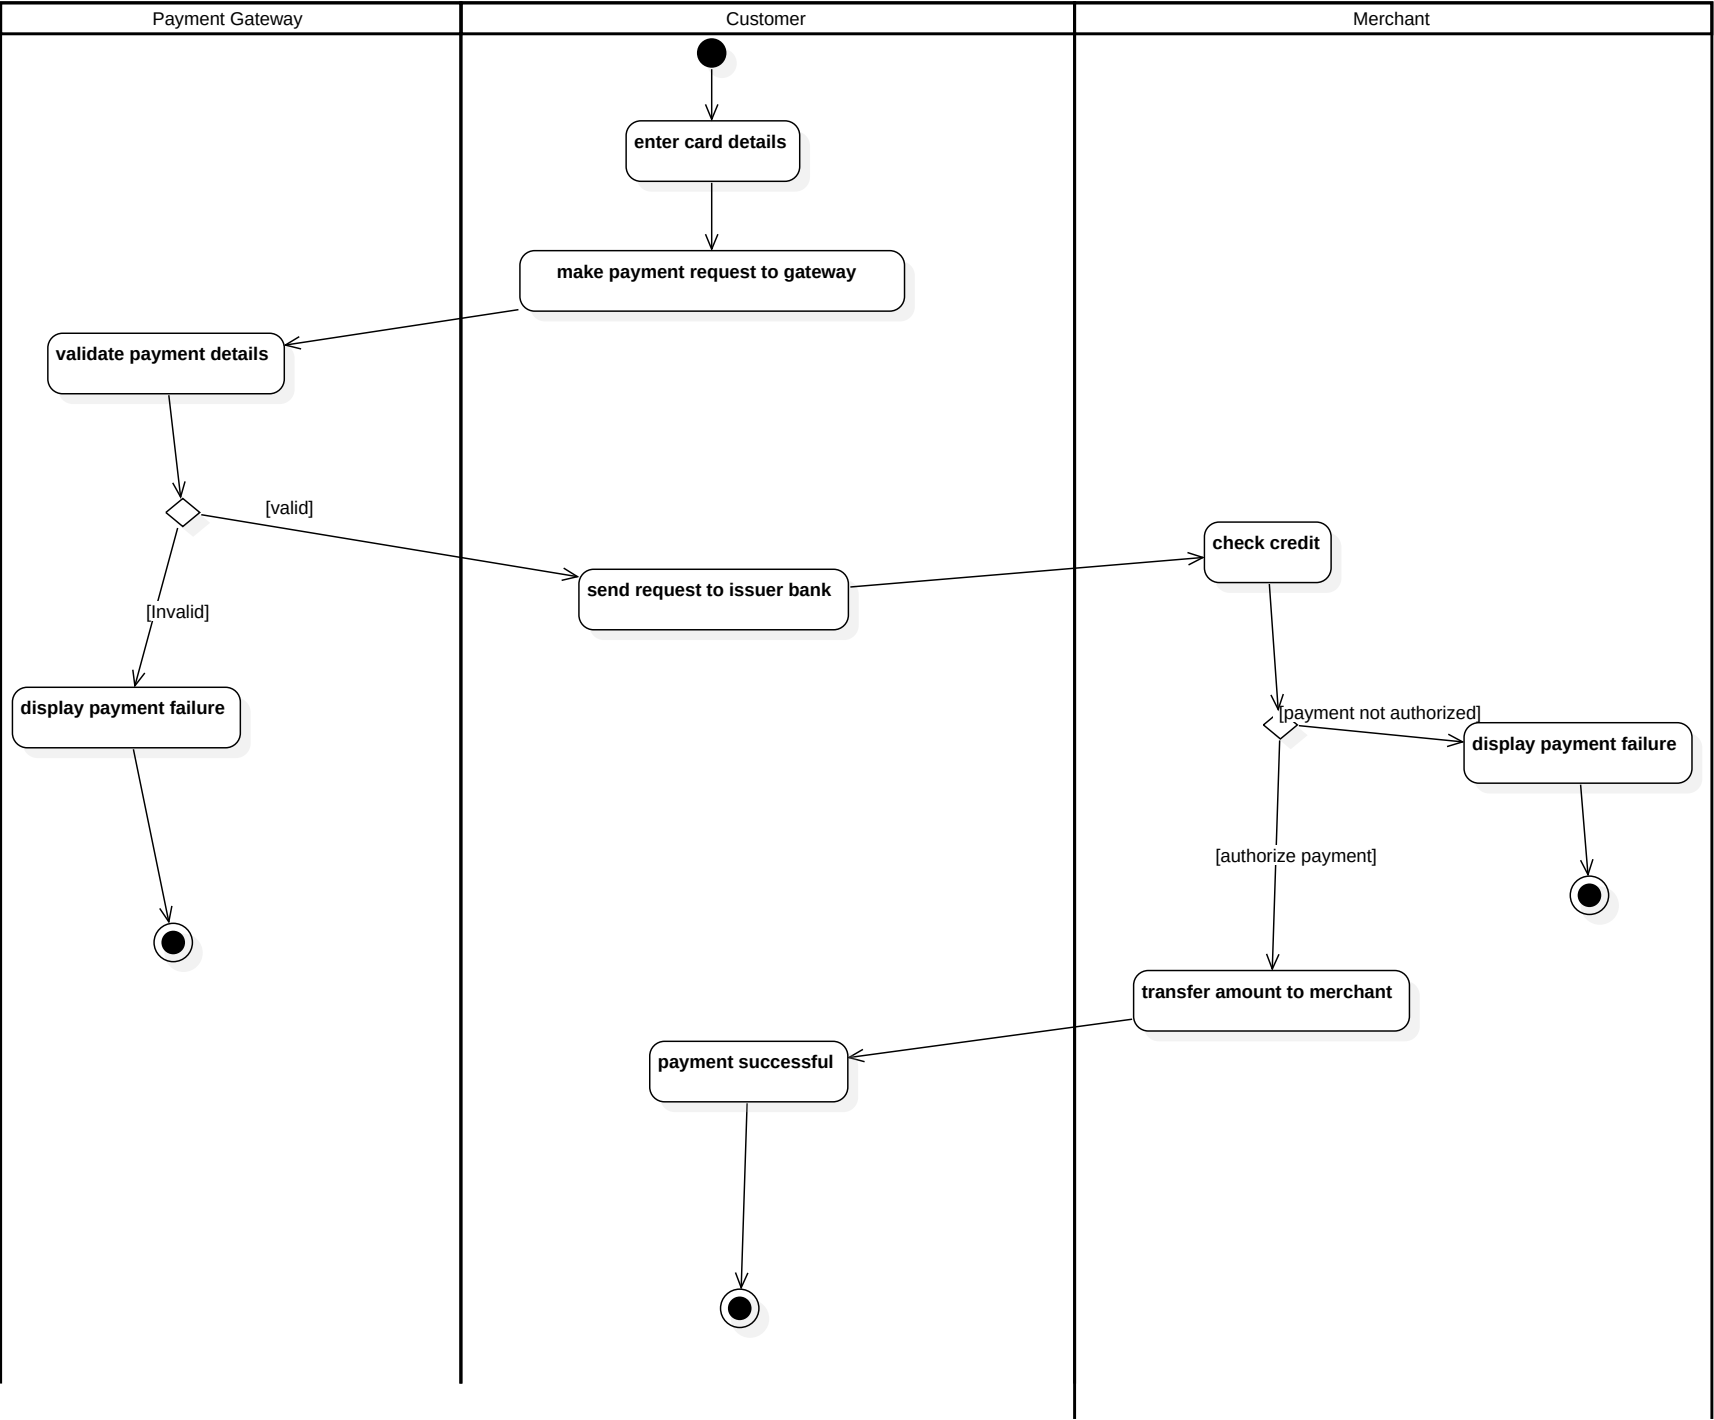 Payment Gateway
Customer
Merchant
enter card details
make payment request to gateway
validate payment details
[valid]
check credit
send request to issuer bank
[Invalid]
display payment failure
[payment not authorized]
display payment failure
[authorize payment]
transfer amount to merchant
payment successful